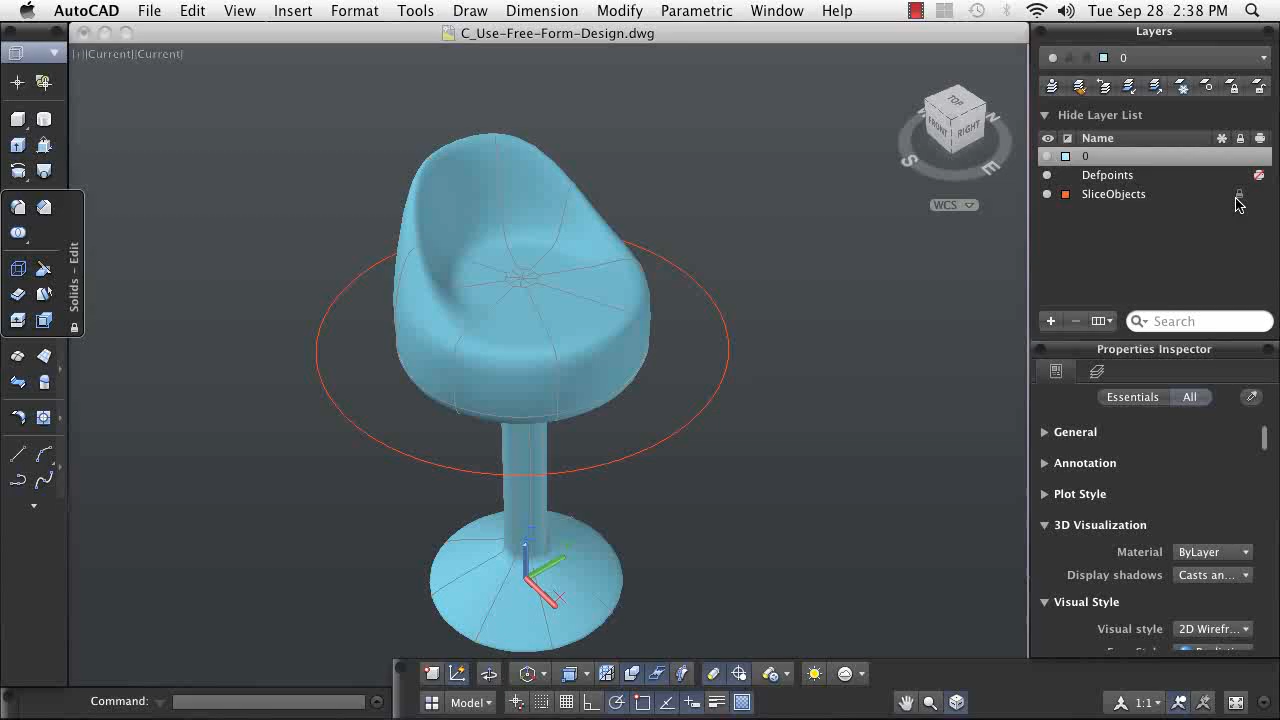 AutoCAD File Edit View Insert Format Tools Draw Dimension Modify Parametric Window Help Tue Sep 28 2:38 PM
C_Use-Free-Form-Design.dwg
[-][Current][Current]
Layers
0
Hide Layer List
Name
0
Defpoints
SliceObjects
TOP
FRONT RIGHT
W N
S E
WCS
Solids - Edit
Search
Properties Inspector
Essentials All
General
Annotation
Plot Style
3D Visualization
Material ByLayer
Display shadows Casts an...
Visual Style
Visual style 2D Wirefr...
Command:
Model
1:1